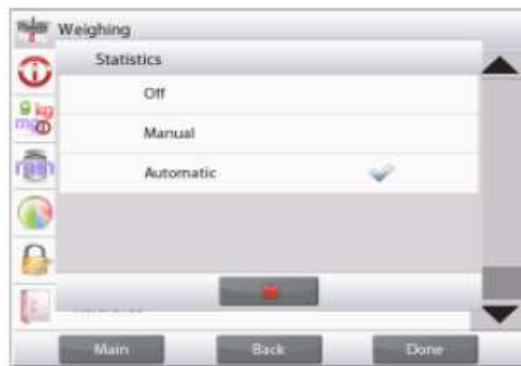 Weighing
Statistics
Off
Manual
Automatic
Main
Back
Done